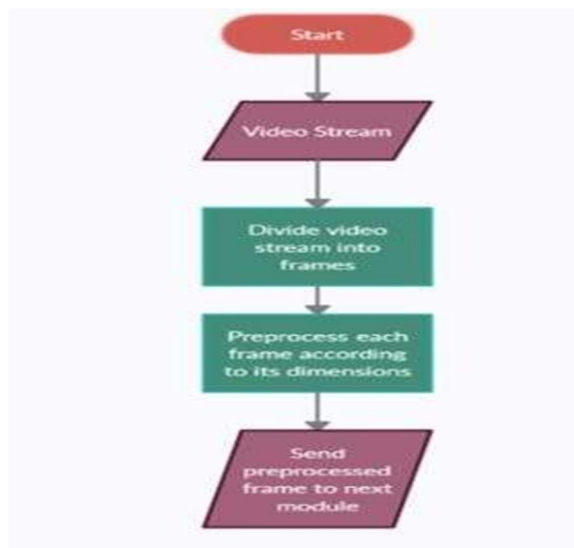 Start
Video Stream
Divide video
stream into
frames
Preprocess each
frame according
to its dimensions
Send
preprocessed
frame to next
module